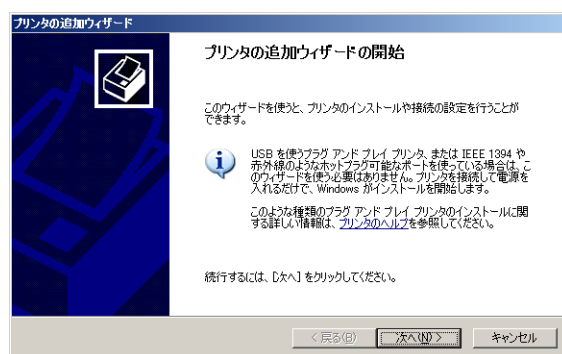 プリンタの追加ウィザード
プリンタの追加ウィザードの開始
このウィザードを使うと、プリンタのインストールや接続の設定を行うことが
できます。
USB を使うプラグ アンド プレイ プリンタ、または IEEE 1394 や
赤外線のようなホットプラグ可能なポートを使っている場合は、こ
のウィザードを使う必要はありません。プリンタを接続して電源を
入れるだけで、Windows がインストールを開始します。
このような種類のプラグ アンド プレイ プリンタのインストールに関
する詳しい情報は、プリンタのヘルプを参照してください。
続行するには、[次へ] をクリックしてください。
< 戻る(B)
次へ(N) >
キャンセル